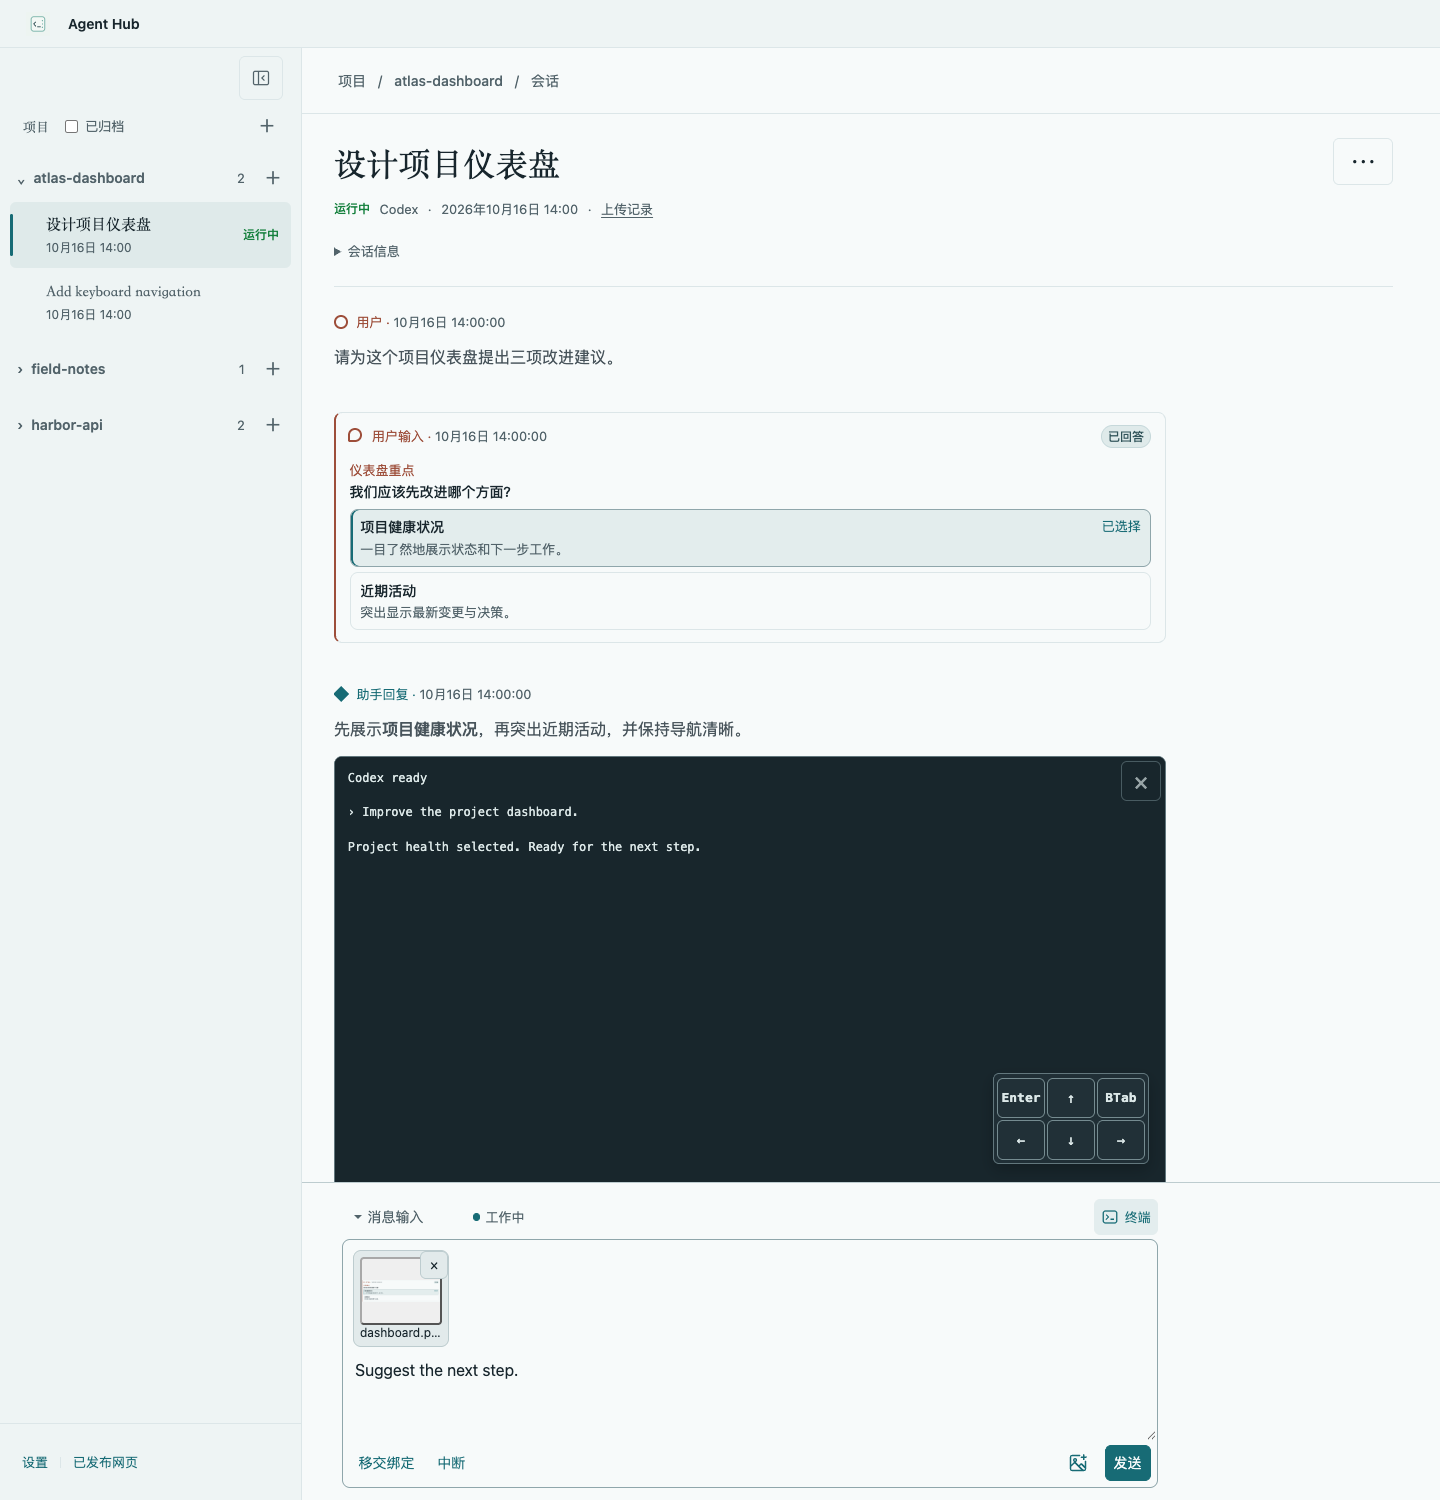 Agent Hub
项目 已归档
atlas-dashboard 2
设计项目仪表盘
10月16日 14:00
运行中
Add keyboard navigation
10月16日 14:00
field-notes 1
harbor-api 2
设置 已发布网页
项目 / atlas-dashboard / 会话
设计项目仪表盘
运行中 Codex · 2026年10月16日 14:00 · 上传记录
会话信息
用户 · 10月16日 14:00:00
请为这个项目仪表盘提出三项改进建议。
用户输入 · 10月16日 14:00:00 已回答
仪表盘重点
我们应该先改进哪个方面?
项目健康状况 已选择
一目了然地展示状态和下一步工作。
近期活动
突出显示最新变更与决策。
助手回复 · 10月16日 14:00:00
先展示项目健康状况，再突出近期活动，并保持导航清晰。
Codex ready
› Improve the project dashboard.
Project health selected. Ready for the next step.
Enter ↑ BTab
← ↓ →
消息输入 工作中 终端
dashboard.p...
Suggest the next step.
移交绑定 中断 发送